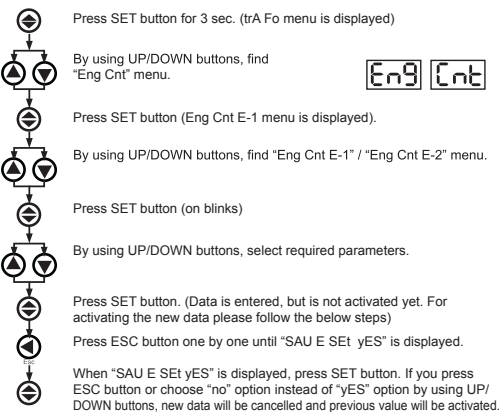 Press SET button for 3 sec. (trA Fo menu is displayed)
By using UP/DOWN buttons, find
“Eng Cnt” menu.
Eng Cnt
Press SET button (Eng Cnt E-1 menu is displayed).
By using UP/DOWN buttons, find “Eng Cnt E-1” / “Eng Cnt E-2” menu.
Press SET button (on blinks)
By using UP/DOWN buttons, select required parameters.
Press SET button. (Data is entered, but is not activated yet. For
activating the new data please follow the below steps)
Press ESC button one by one until “SAU E SEt  yES” is displayed.
Esc
When “SAU E SEt yES” is displayed, press SET button. If you press
ESC button or choose “no” option instead of “yES” option by using UP/
DOWN buttons, new data will be cancelled and previous value will be activated.